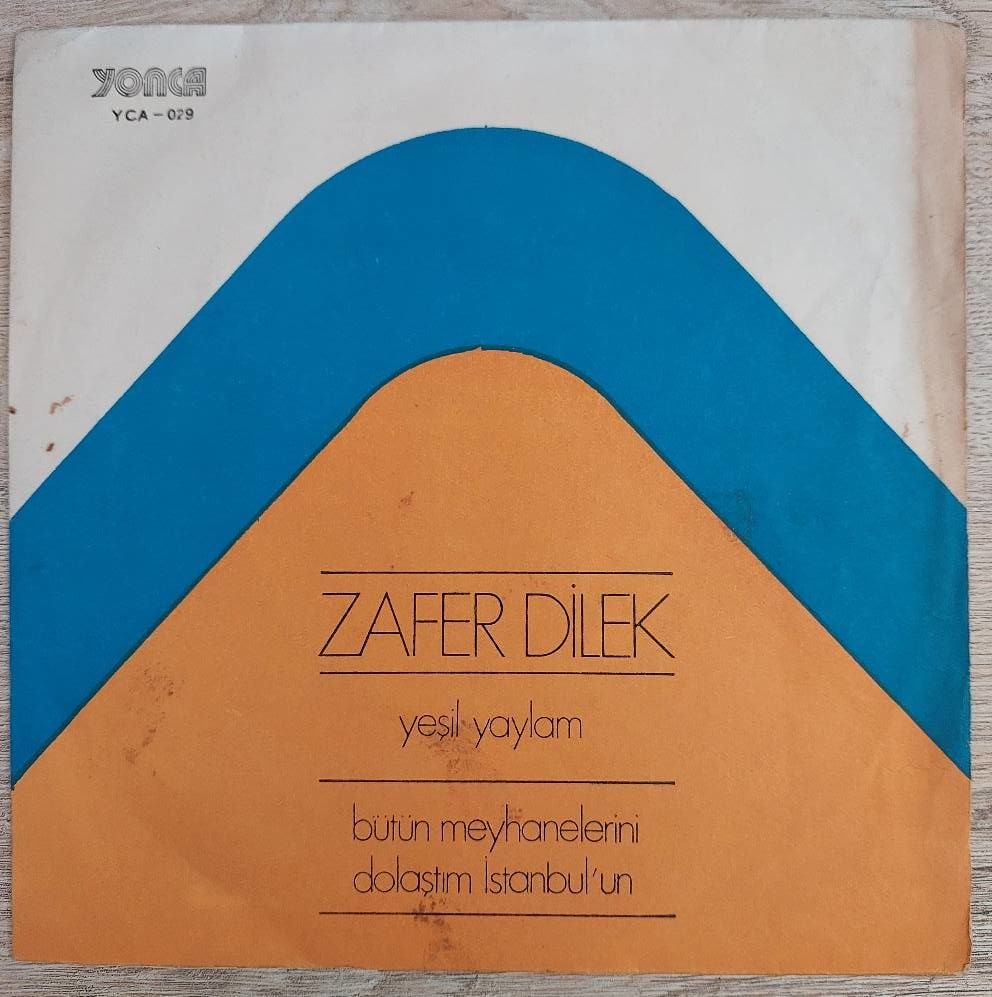 YONCA
YCA - 029
ZAFER DİLEK
yeşil yaylam
bütün meyhanelerini
dolaştım İstanbul'un